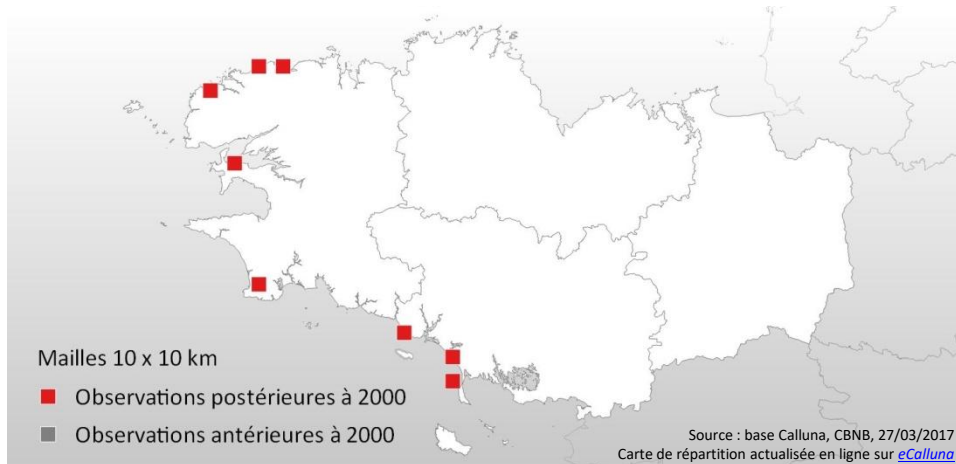 Mailles 10 x 10 km
Observations postérieures à 2000
Observations antérieures à 2000
Source : base Calluna, CBNB, 27/03/2017
Carte de répartition actualisée en ligne sur eCalluna